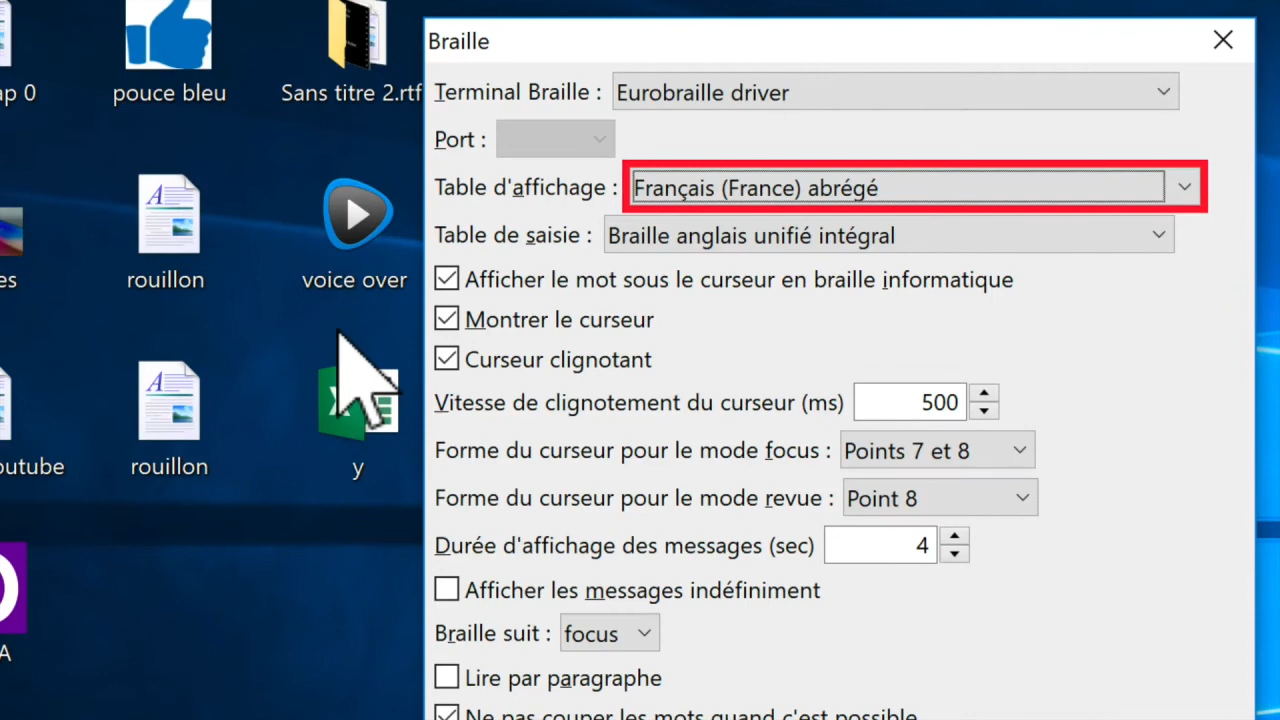 ap 0
pouce bleu
Sans titre 2.rtf
es
rouillon
voice over
outube
rouillon
y
A
Braille
Terminal Braille : Eurobraille driver
Port :
Table d'affichage : Français (France) abrégé
Table de saisie : Braille anglais unifié intégral
Afficher le mot sous le curseur en braille informatique
Montrer le curseur
Curseur clignotant
Vitesse de clignotement du curseur (ms) 500
Forme du curseur pour le mode focus : Points 7 et 8
Forme du curseur pour le mode revue : Point 8
Durée d'affichage des messages (sec) 4
Afficher les messages indéfiniment
Braille suit : focus
Lire par paragraphe
Ne pas couper les mots quand c'est possible